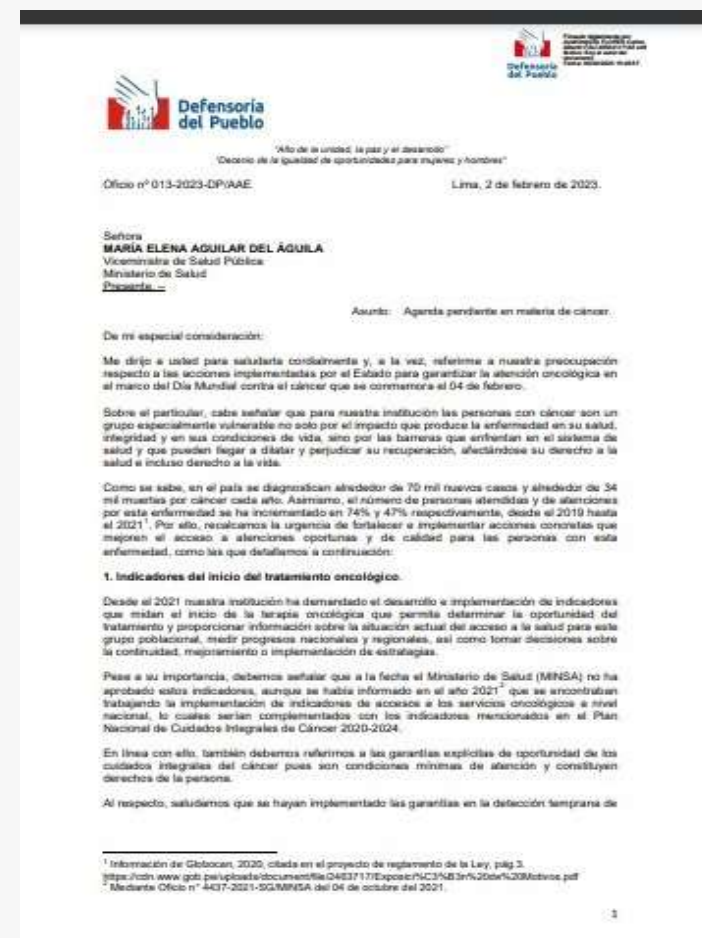 Defensoría
del Pueblo
Defensoría
del Pueblo
"Año de la unidad, la paz y el desarrollo"
"Decenio de la igualdad de oportunidades para mujeres y hombres"
Oficio nº 013-2023-DP/AAE
Lima, 2 de febrero de 2023.
Señora
MARÍA ELENA AGUILAR DEL ÁGUILA
Viceministra de Salud Pública
Ministerio de Salud
Presente. –
Asunto: Agenda pendiente en materia de cáncer.
De mi especial consideración:
Me dirijo a usted para saludarta cordialmente y, a la vez, referirme a nuestra preocupación
respecto a las acciones implementadas por el Estado para garantizar la atención oncológica en
el marco del Día Mundial contra el cáncer que se conmemora el 04 de febrero.
Sobre el particular, cabe señalar que para nuestra institución las personas con cáncer son un
grupo especialmente vulnerable no solo por el impacto que produce la enfermedad en su salud,
integridad y en sus condiciones de vida, sino por las barreras que enfrentan en el sistema de
salud y que pueden llegar a dilatar y perjudicar su recuperación, afectándose su derecho a la
salud e incluso derecho a la vida.
Como se sabe, en el país se diagnostican alrededor de 70 mil nuevos casos y alrededor de 34
mil muertes por cáncer cada año. Asimismo, el número de personas atendidas y de atenciones
por esta enfermedad se ha incrementado en 74% y 47% respectivamente, desde el 2019 hasta
el 2021¹. Por ello, recalcamos la urgencia de fortalecer e implementar acciones concretas que
mejoren el acceso a atenciones oportunas y de calidad para las personas con esta
enfermedad, como las que detallamos a continuación:
1. Indicadores del inicio del tratamiento oncológico.
Desde el 2021 nuestra institución ha demandado el desarrollo e implementación de indicadores
que midan el inicio de la terapia oncológica que permita determinar la oportunidad del
tratamiento y proporcionar información sobre la situación actual del acceso a la salud para este
grupo poblacional, medir progresos nacionales y regionales, así como tomar decisiones sobre
la continuidad, mejoramiento o implementación de estrategias.
Pese a su importancia, debemos señalar que a la fecha el Ministerio de Salud (MINSA) no ha
aprobado estos indicadores, aunque se había informado en el año 2021² que se encontraban
trabajando la implementación de indicadores de accesos a los servicios oncológicos a nivel
nacional, lo cuales serían complementados con los indicadores mencionados en el Plan
Nacional de Cuidados Integrales de Cáncer 2020-2024.
En línea con ello, también debemos referirnos a las garantías explícitas de oportunidad de los
cuidados integrales del cáncer pues son condiciones mínimas de atención y constituyen
derechos de la persona.
Al respecto, saludamos que se hayan implementado las garantías en la detección temprana de
¹ Información de Globocan, 2020, citada en el proyecto de reglamento de la Ley, pág.3.
https://cdn.www.gob.pe/uploads/document/file/2463717/Exposici%C3%B3n%20de%20Motivos.pdf
² Mediante Oficio n° 4437-2021-SG/MINSA del 04 de octubre del 2021.
1